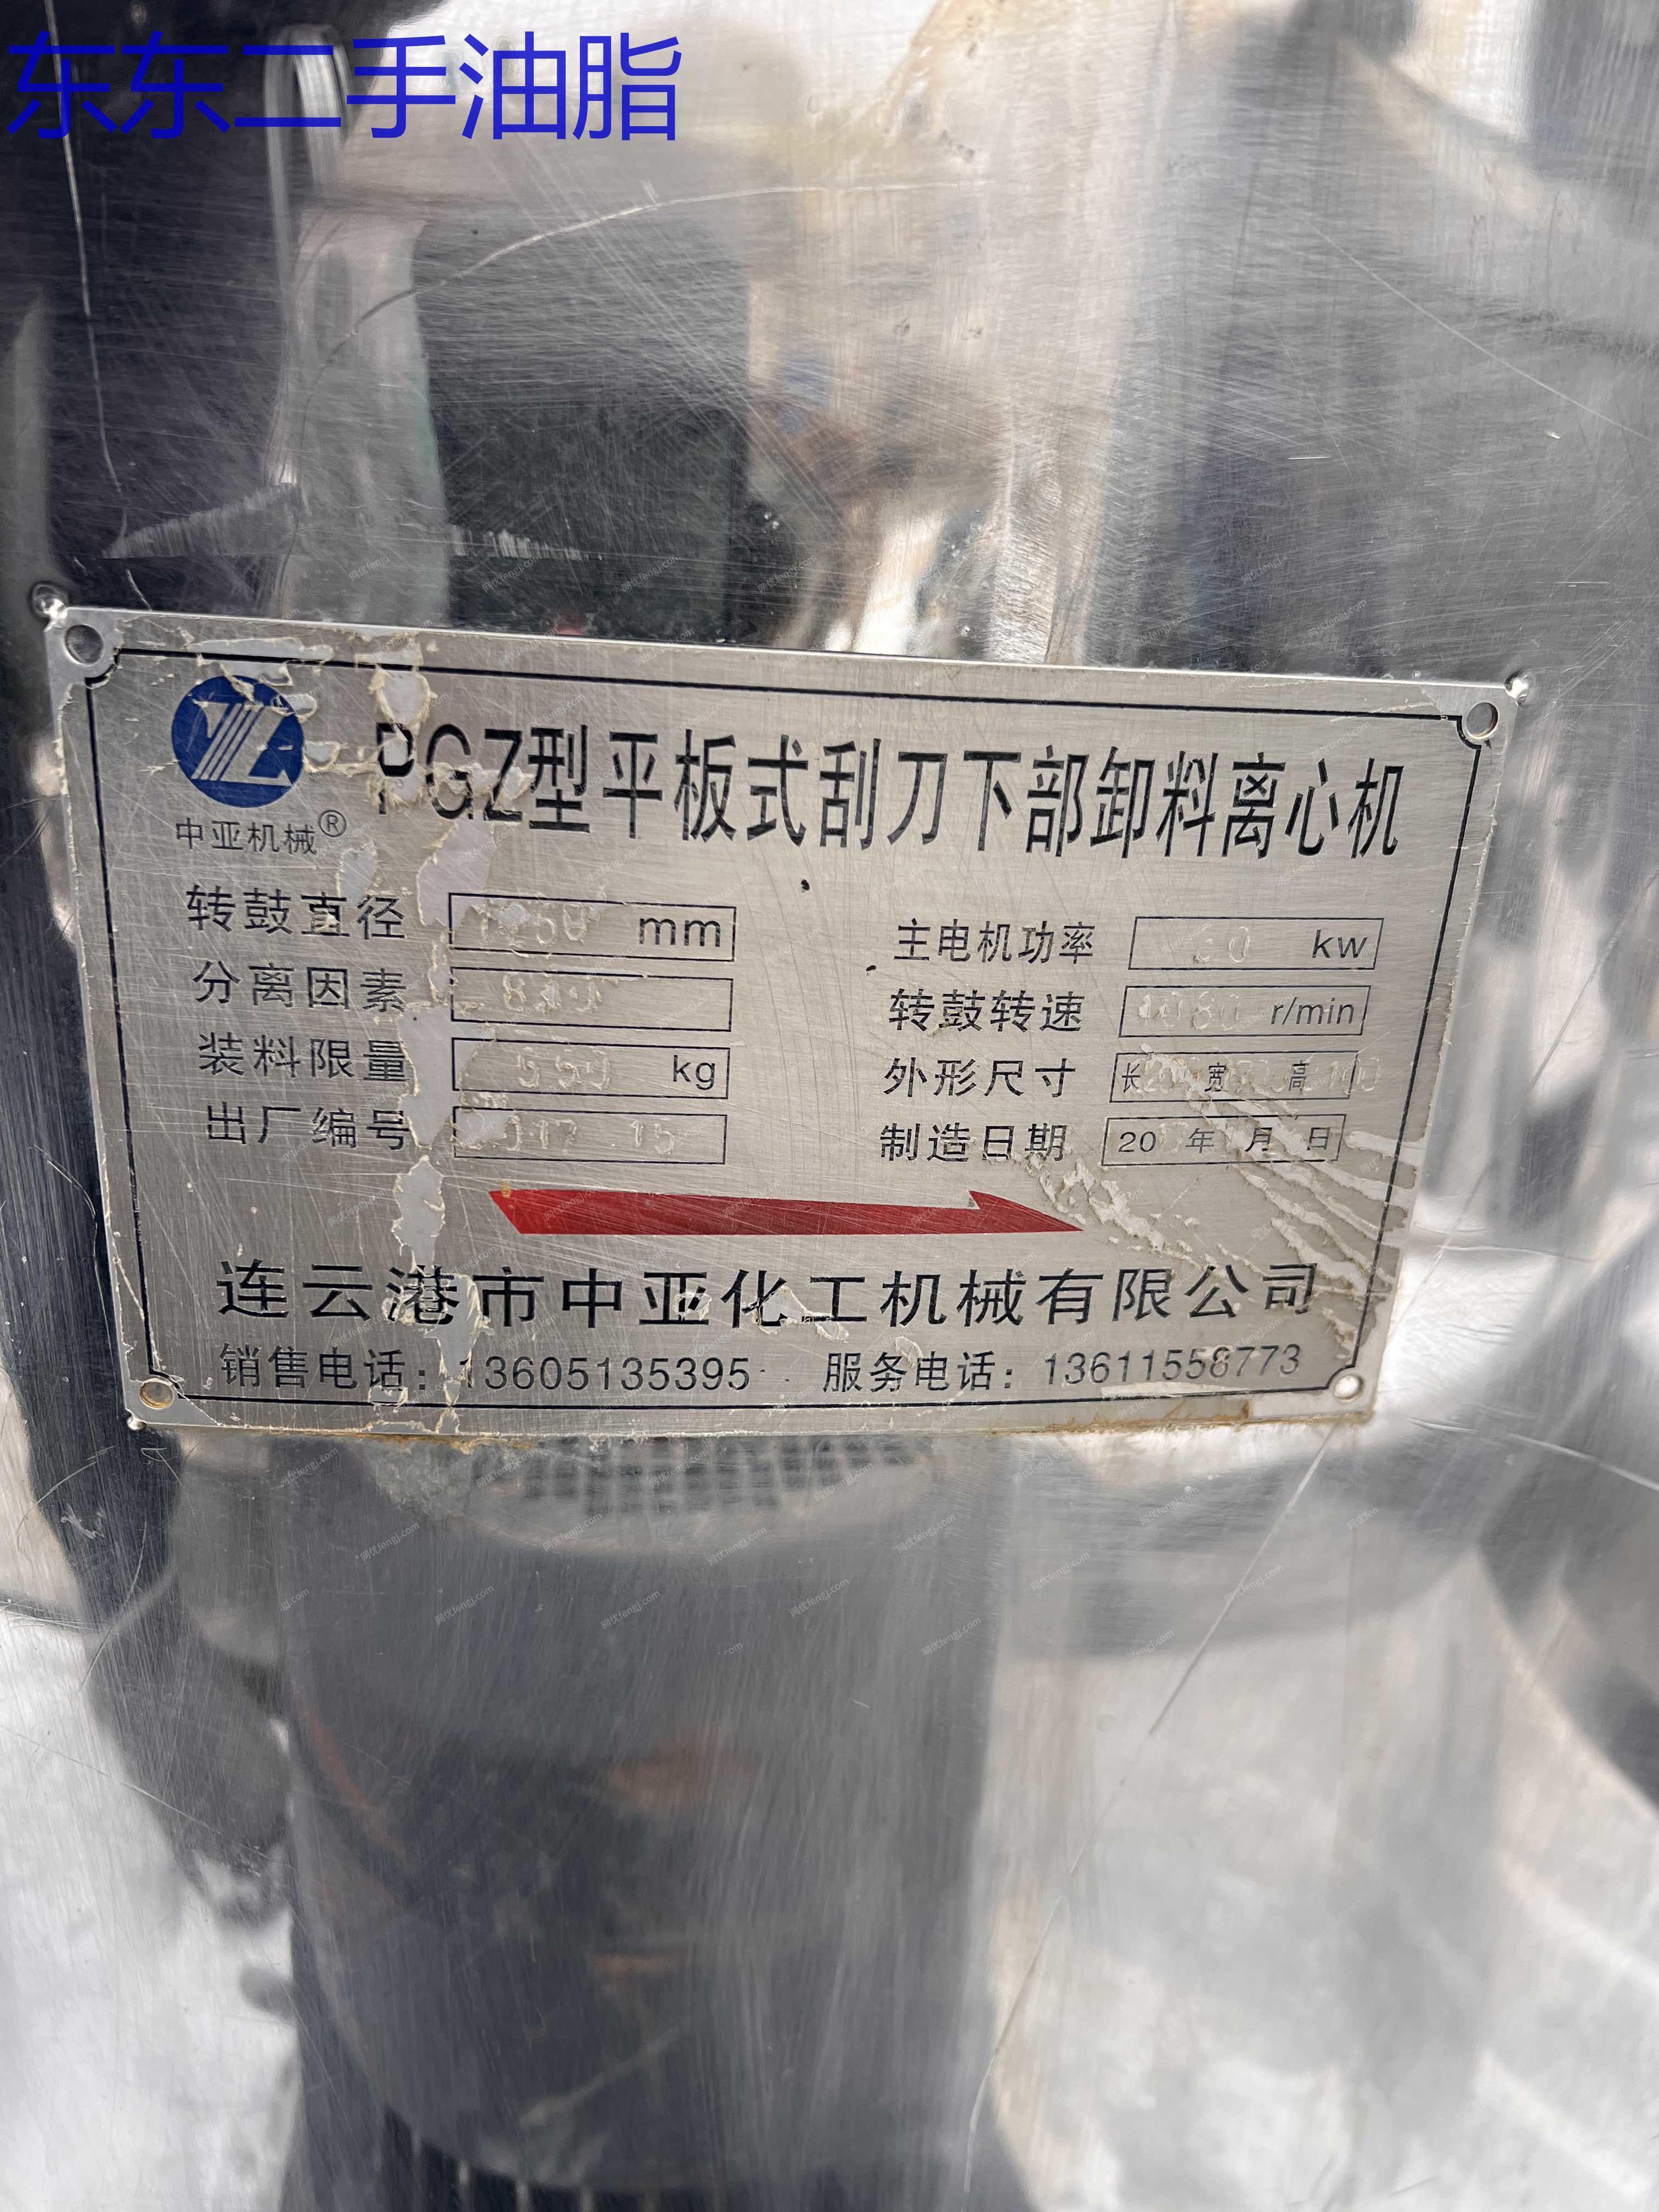 东东二手油脂
PGZ型平板式刮刀下部卸料离心机
中亚机械®
转鼓直径 1250 mm
主电机功率 30 kw
分离因素
转鼓转速 1080 r/min
装料限量 550 kg
外形尺寸 长 宽 高
出厂编号
制造日期 20 年 月 日
连云港市中亚化工机械有限公司
销售电话：13605135395 服务电话：13611558773